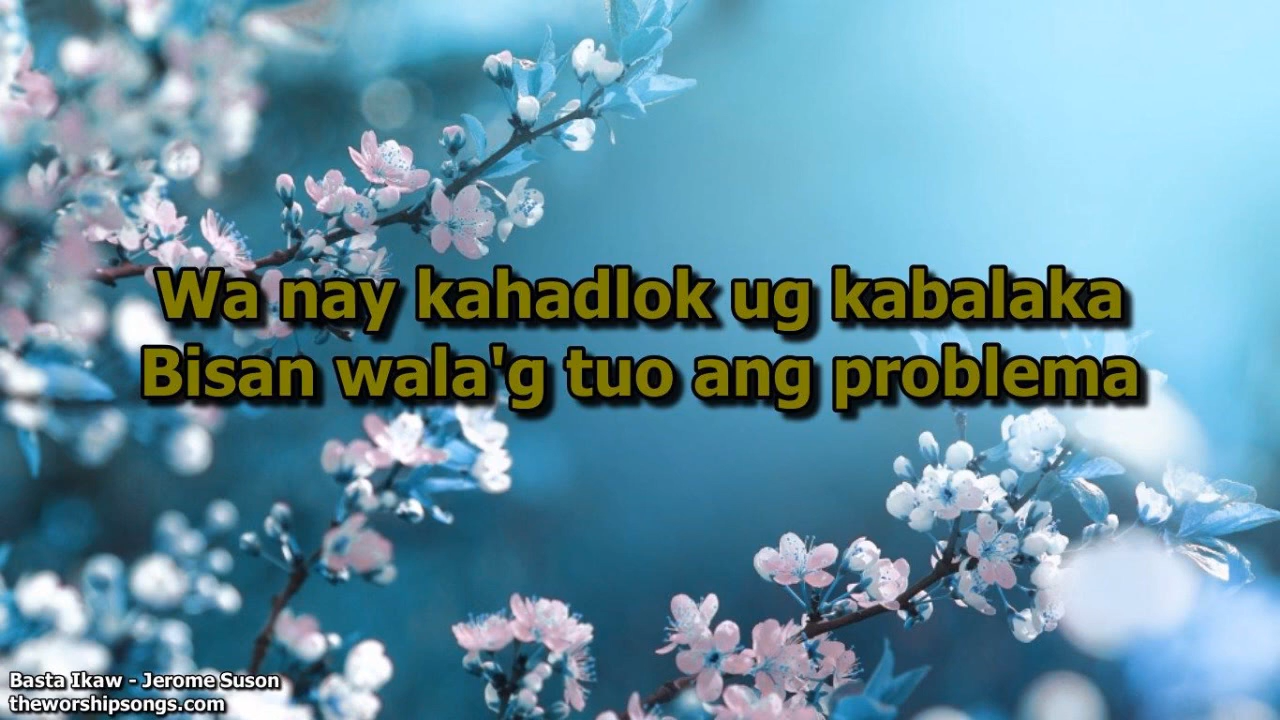 Wa nay kahadlok ug kabalaka
Bisan wala'g tuo ang problema
Basta Ikaw - Jerome Suson
theworshipsongs.com